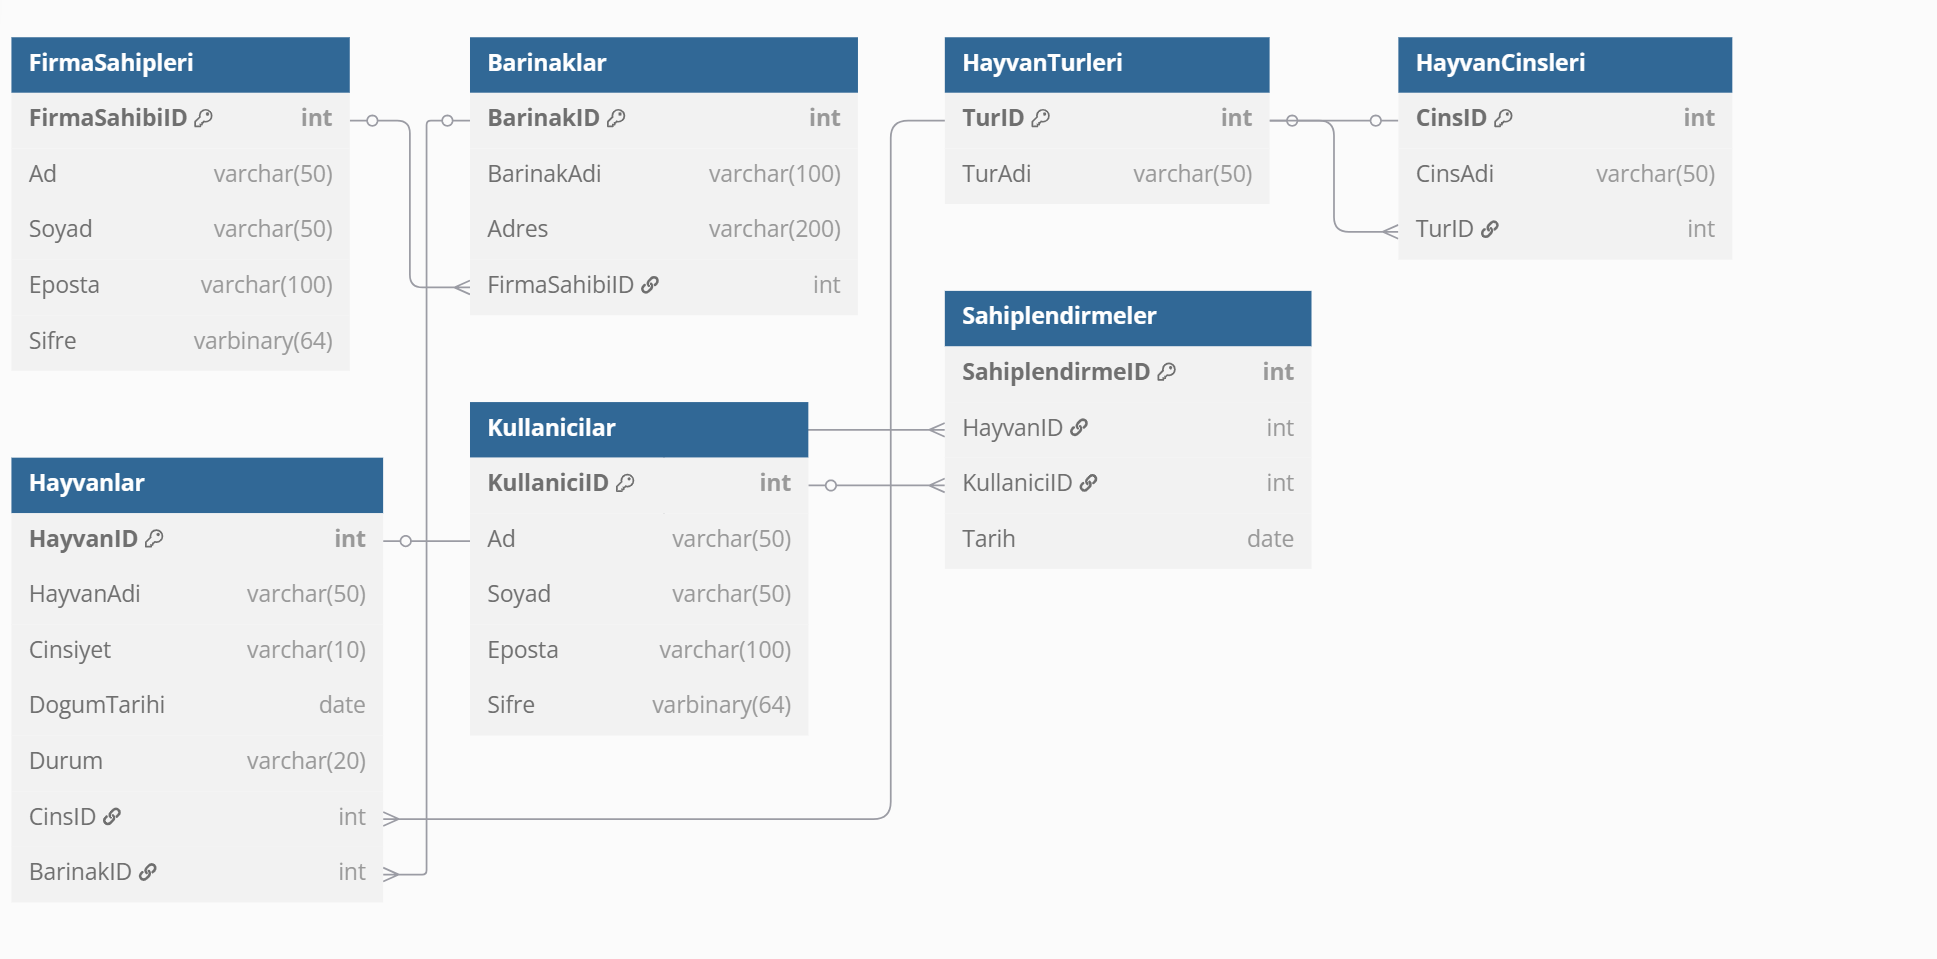 FirmaSahipleri
FirmaSahibiID int
Ad varchar(50)
Soyad varchar(50)
Eposta varchar(100)
Sifre varbinary(64)
Barinaklar
BarinakID int
BarinakAdi varchar(100)
Adres varchar(200)
FirmaSahibiID int
HayvanTurleri
TurID int
TurAdi varchar(50)
HayvanCinsleri
CinsID int
CinsAdi varchar(50)
TurID int
Sahiplendirmeler
SahiplendirmeID int
HayvanID int
KullaniciID int
Tarih date
Kullanicilar
KullaniciID int
Ad varchar(50)
Soyad varchar(50)
Eposta varchar(100)
Sifre varbinary(64)
Hayvanlar
HayvanID int
HayvanAdi varchar(50)
Cinsiyet varchar(10)
DogumTarihi date
Durum varchar(20)
CinsID int
BarinakID int